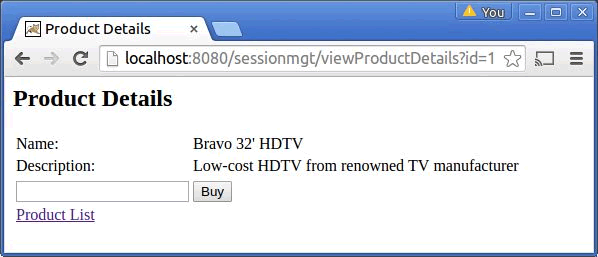 You
Product Details
localhost:8080/sessionmgt/viewProductDetails?id=1
Product Details
Name: Bravo 32' HDTV
Description: Low-cost HDTV from renowned TV manufacturer
Buy
Product List